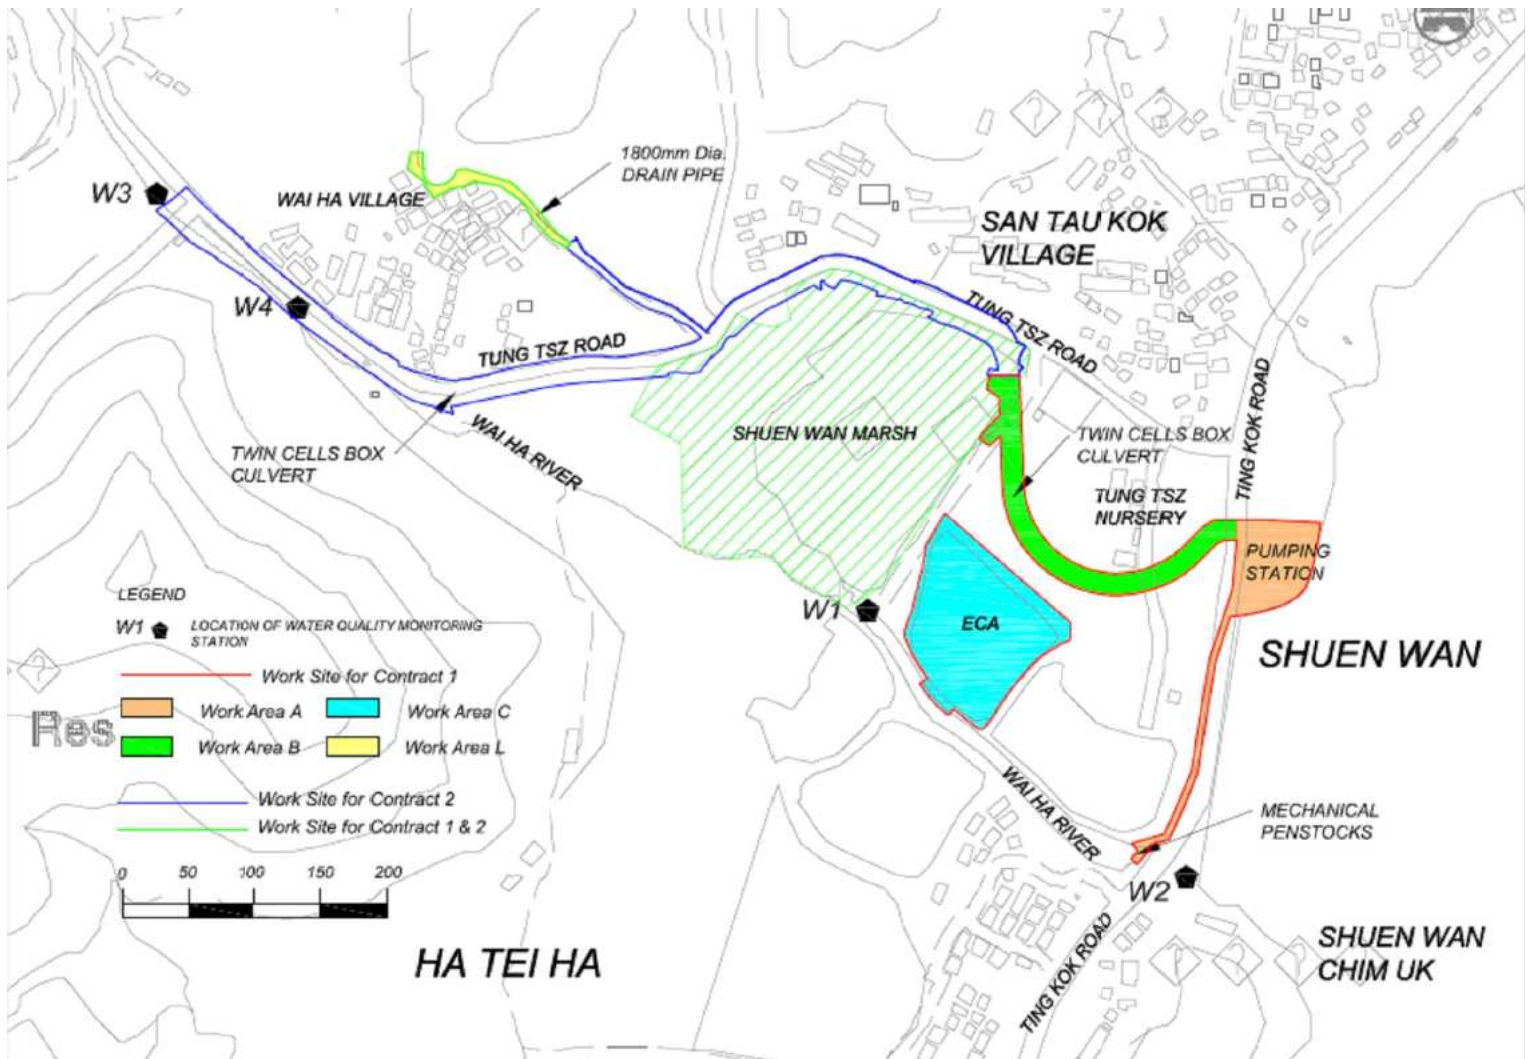 1800mm Dia.
DRAIN PIPE
W3
WAI HA VILLAGE
SAN TAU KOK
VILLAGE
W4
TUNG TSZ ROAD
TUNG TSZ ROAD
TING KOK ROAD
TWIN CELLS BOX
CULVERT
WAI HA RIVER
SHUEN WAN MARSH
TWIN CELLS BOX
CULVERT
TUNG TSZ
NURSERY
PUMPING
STATION
W1
ECA
SHUEN WAN
LEGEND
W1
LOCATION OF WATER QUALITY MONITORING
STATION
Work Site for Contract 1
Work Area A
Work Area C
Work Area B
Work Area L
Work Site for Contract 2
Work Site for Contract 1 & 2
Res
0 50 100 150 200
WAI HA RIVER
MECHANICAL
PENSTOCKS
W2
TING KOK ROAD
HA TEI HA
SHUEN WAN
CHIM UK
? ? ?
?
? ? ? ?